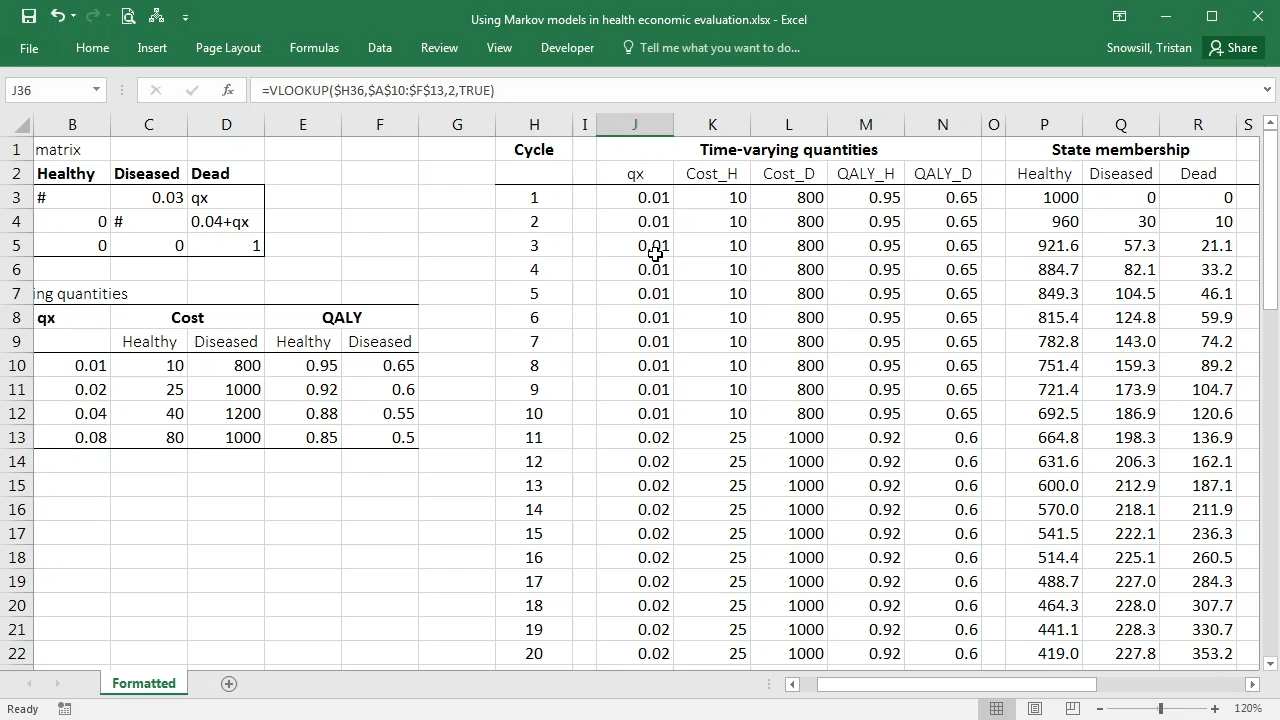 Using Markov models in health economic evaluation.xlsx - Excel
File Home Insert Page Layout Formulas Data Review View Developer Tell me what you want to do... Snowsill, Tristan Share
J36 fx =VLOOKUP($H36,$A$10:$F$13,2,TRUE)
B C D E F G H I J K L M N O P Q R S
1 matrix Cycle Time-varying quantities State membership
2 Healthy Diseased Dead qx Cost_H Cost_D QALY_H QALY_D Healthy Diseased Dead
3 # 0.03 qx 1 0.01 10 800 0.95 0.65 1000 0 0
4 0 # 0.04+qx 2 0.01 10 800 0.95 0.65 960 30 10
5 0 0 1 3 0.01 10 800 0.95 0.65 921.6 57.3 21.1
6 4 0.01 10 800 0.95 0.65 884.7 82.1 33.2
7 ing quantities 5 0.01 10 800 0.95 0.65 849.3 104.5 46.1
8 qx Cost QALY 6 0.01 10 800 0.95 0.65 815.4 124.8 59.9
9 Healthy Diseased Healthy Diseased 7 0.01 10 800 0.95 0.65 782.8 143.0 74.2
10 0.01 10 800 0.95 0.65 8 0.01 10 800 0.95 0.65 751.4 159.3 89.2
11 0.02 25 1000 0.92 0.6 9 0.01 10 800 0.95 0.65 721.4 173.9 104.7
12 0.04 40 1200 0.88 0.55 10 0.01 10 800 0.95 0.65 692.5 186.9 120.6
13 0.08 80 1000 0.85 0.5 11 0.02 25 1000 0.92 0.6 664.8 198.3 136.9
14 12 0.02 25 1000 0.92 0.6 631.6 206.3 162.1
15 13 0.02 25 1000 0.92 0.6 600.0 212.9 187.1
16 14 0.02 25 1000 0.92 0.6 570.0 218.1 211.9
17 15 0.02 25 1000 0.92 0.6 541.5 222.1 236.3
18 16 0.02 25 1000 0.92 0.6 514.4 225.1 260.5
19 17 0.02 25 1000 0.92 0.6 488.7 227.0 284.3
20 18 0.02 25 1000 0.92 0.6 464.3 228.0 307.7
21 19 0.02 25 1000 0.92 0.6 441.1 228.3 330.7
22 20 0.02 25 1000 0.92 0.6 419.0 227.8 353.2
Formatted
Ready 120%